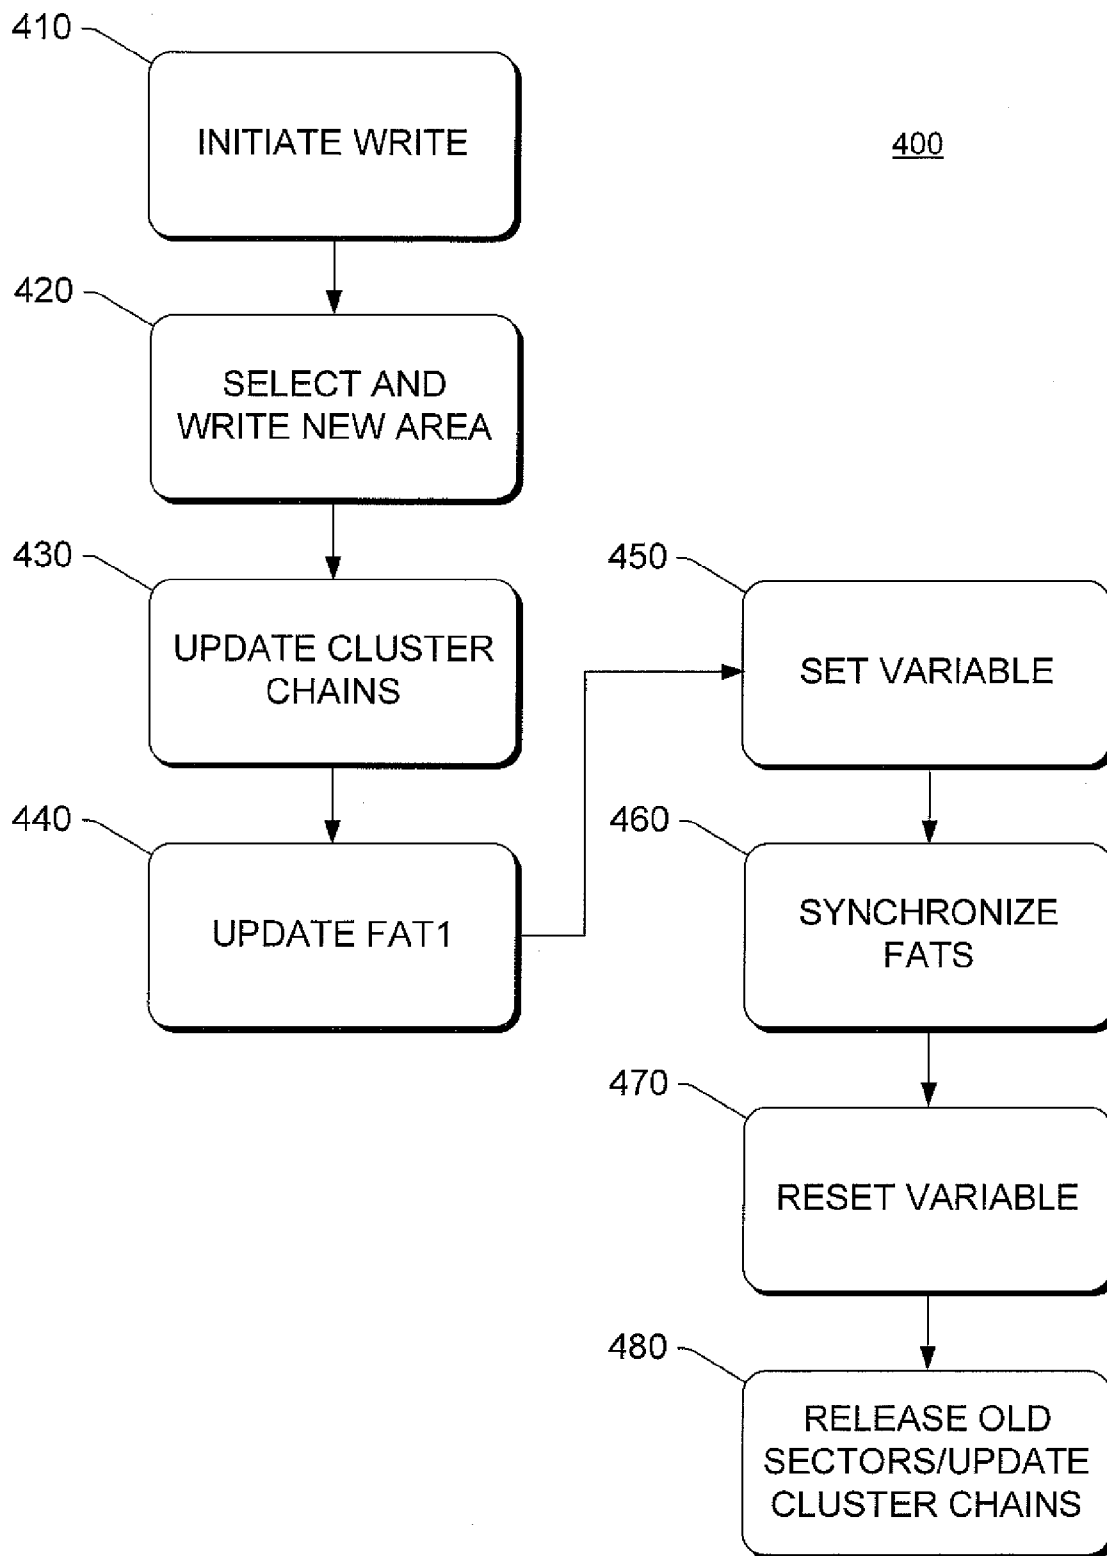 410
INITIATE WRITE
400
420
SELECT AND
WRITE NEW AREA
430
UPDATE CLUSTER
CHAINS
440
UPDATE FAT1
450
SET VARIABLE
460
SYNCHRONIZE
FATS
470
RESET VARIABLE
480
RELEASE OLD
SECTORS/UPDATE
CLUSTER CHAINS